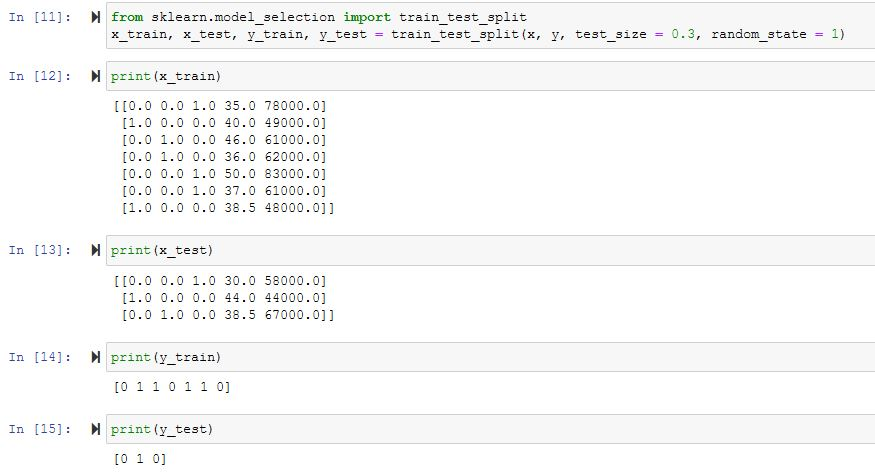 In [11]: from sklearn.model_selection import train_test_split
x_train, x_test, y_train, y_test = train_test_split(x, y, test_size = 0.3, random_state = 1)
In [12]: print(x_train)
[[0.0 0.0 1.0 35.0 78000.0]
[1.0 0.0 0.0 40.0 49000.0]
[0.0 1.0 0.0 46.0 61000.0]
[0.0 1.0 0.0 36.0 62000.0]
[0.0 0.0 1.0 50.0 83000.0]
[0.0 0.0 1.0 37.0 61000.0]
[1.0 0.0 0.0 38.5 48000.0]]
In [13]: print(x_test)
[[0.0 0.0 1.0 30.0 58000.0]
[1.0 0.0 0.0 44.0 44000.0]
[0.0 1.0 0.0 38.5 67000.0]]
In [14]: print(y_train)
[0 1 1 0 1 1 0]
In [15]: print(y_test)
[0 1 0]